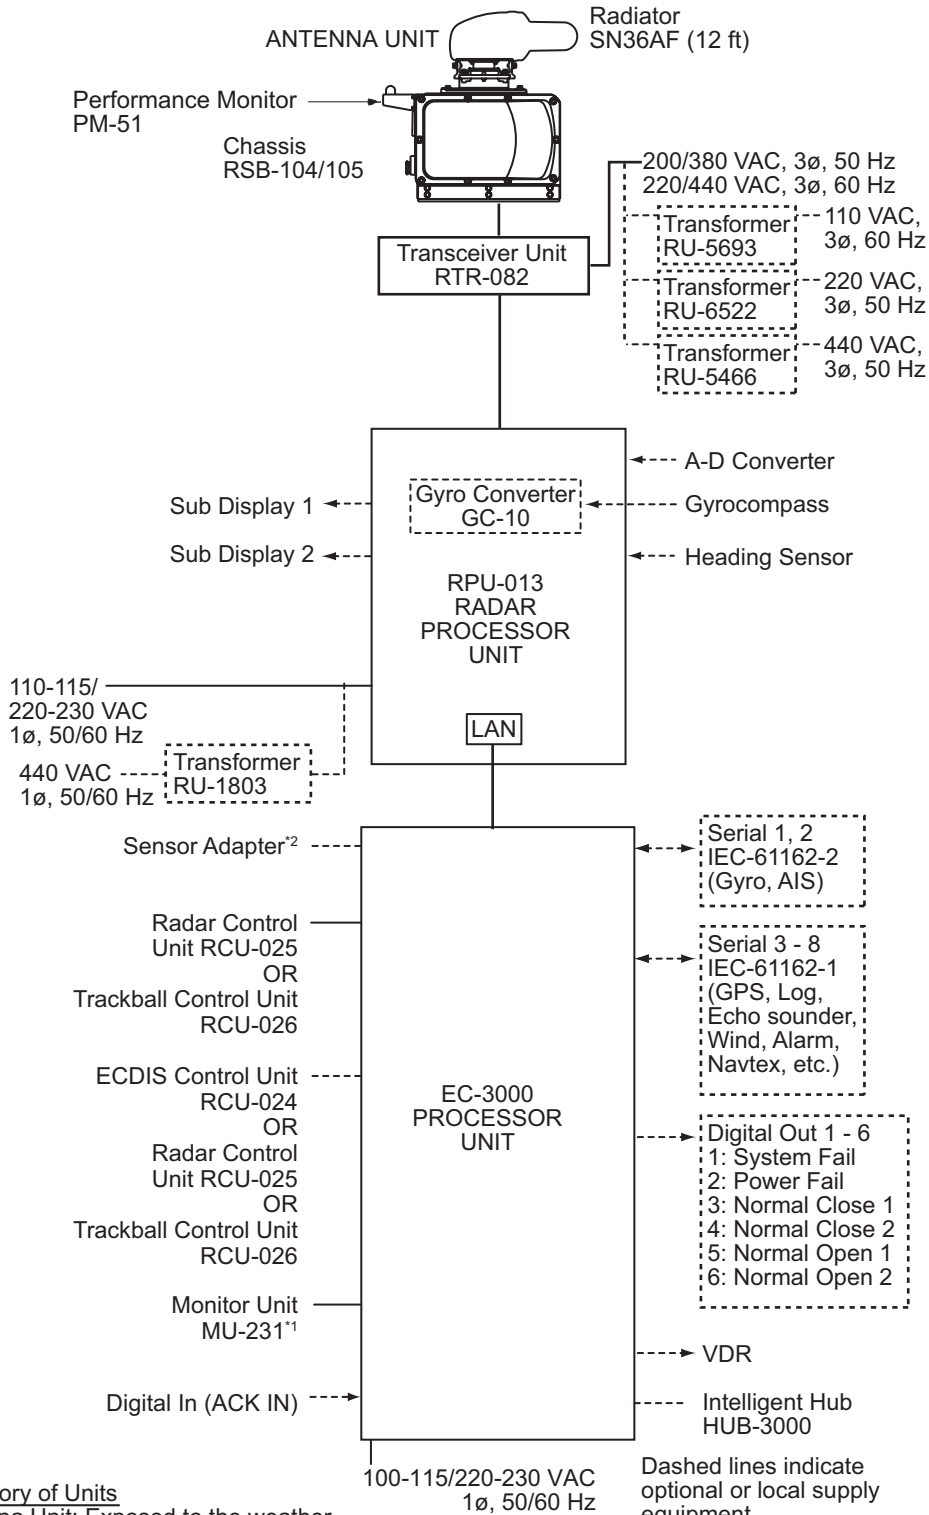 Radiator
SN36AF (12 ft)
ANTENNA UNIT
Performance Monitor
PM-51
Chassis
RSB-104/105
200/380 VAC, 3ø, 50 Hz
220/440 VAC, 3ø, 60 Hz
Transformer
RU-5693
110 VAC,
3ø, 60 Hz
Transceiver Unit
RTR-082
Transformer
RU-6522
220 VAC,
3ø, 50 Hz
Transformer
RU-5466
440 VAC,
3ø, 50 Hz
A-D Converter
Gyro Converter
GC-10
Gyrocompass
Sub Display 1
Sub Display 2
Heading Sensor
RPU-013
RADAR
PROCESSOR
UNIT
110-115/
220-230 VAC
1ø, 50/60 Hz
LAN
440 VAC
1ø, 50/60 Hz
Transformer
RU-1803
Sensor Adapter*2
Serial 1, 2
IEC-61162-2
(Gyro, AIS)
Radar Control
Unit RCU-025
OR
Trackball Control Unit
RCU-026
Serial 3 - 8
IEC-61162-1
(GPS, Log,
Echo sounder,
Wind, Alarm,
Navtex, etc.)
ECDIS Control Unit
RCU-024
OR
Radar Control
Unit RCU-025
OR
Trackball Control Unit
RCU-026
EC-3000
PROCESSOR
UNIT
Digital Out 1 - 6
1: System Fail
2: Power Fail
3: Normal Close 1
4: Normal Close 2
5: Normal Open 1
6: Normal Open 2
Monitor Unit
MU-231*1
VDR
Digital In (ACK IN)
Intelligent Hub
HUB-3000
100-115/220-230 VAC
1ø, 50/60 Hz
Dashed lines indicate
optional or local supply
equipment
ory of Units
na Unit: Exposed to the weather